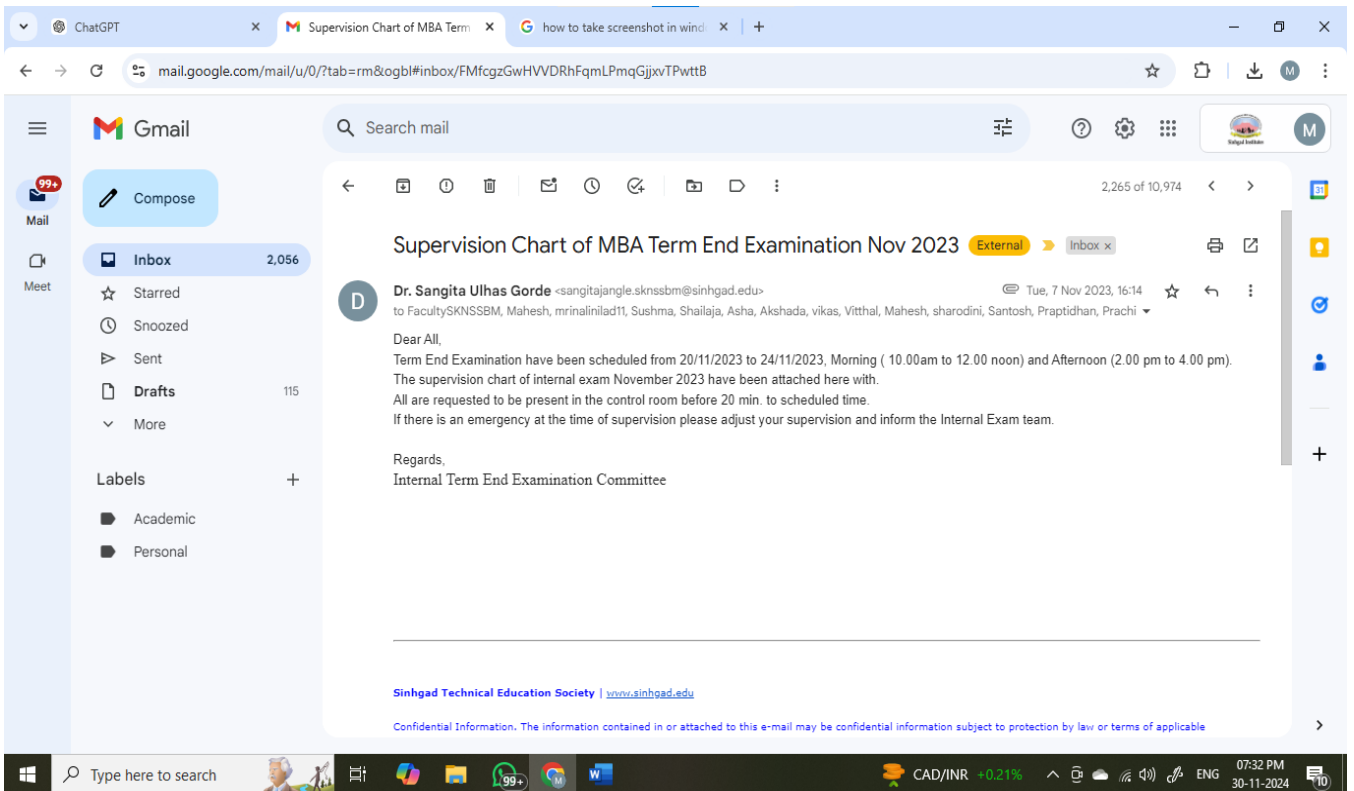 ChatGPT
Supervision Chart of MBA Term
how to take screenshot in wind
mail.google.com/mail/u/0/?tab=rm&ogbl#inbox/FMfcgzGwHVVDRhFqmLPmqGjjxvTPwttB
M
Gmail
Search mail
Sinhgad Institutes
M
99+
Mail
Meet
Compose
Inbox 2,056
Starred
Snoozed
Sent
Drafts 115
More
Labels
Academic
Personal
2,265 of 10,974
31
Supervision Chart of MBA Term End Examination Nov 2023 External Inbox x
D
Dr. Sangita Ulhas Gorde <sangitajangle.sknssbm@sinhgad.edu> Tue, 7 Nov 2023, 16:14
to FacultySKNSSBM, Mahesh, mrinalinilad11, Sushma, Shailaja, Asha, Akshada, vikas, Vitthal, Mahesh, sharodini, Santosh, Praptidhan, Prachi
Dear All,
Term End Examination have been scheduled from 20/11/2023 to 24/11/2023, Morning ( 10.00am to 12.00 noon) and Afternoon (2.00 pm to 4.00 pm).
The supervision chart of internal exam November 2023 have been attached here with.
All are requested to be present in the control room before 20 min. to scheduled time.
If there is an emergency at the time of supervision please adjust your supervision and inform the Internal Exam team.
Regards,
Internal Term End Examination Committee
Sinhgad Technical Education Society | www.sinhgad.edu
Confidential Information. The information contained in or attached to this e-mail may be confidential information subject to protection by law or terms of applicable
Type here to search
99+
M
CAD/INR +0.21%
ENG
07:32 PM
30-11-2024
10